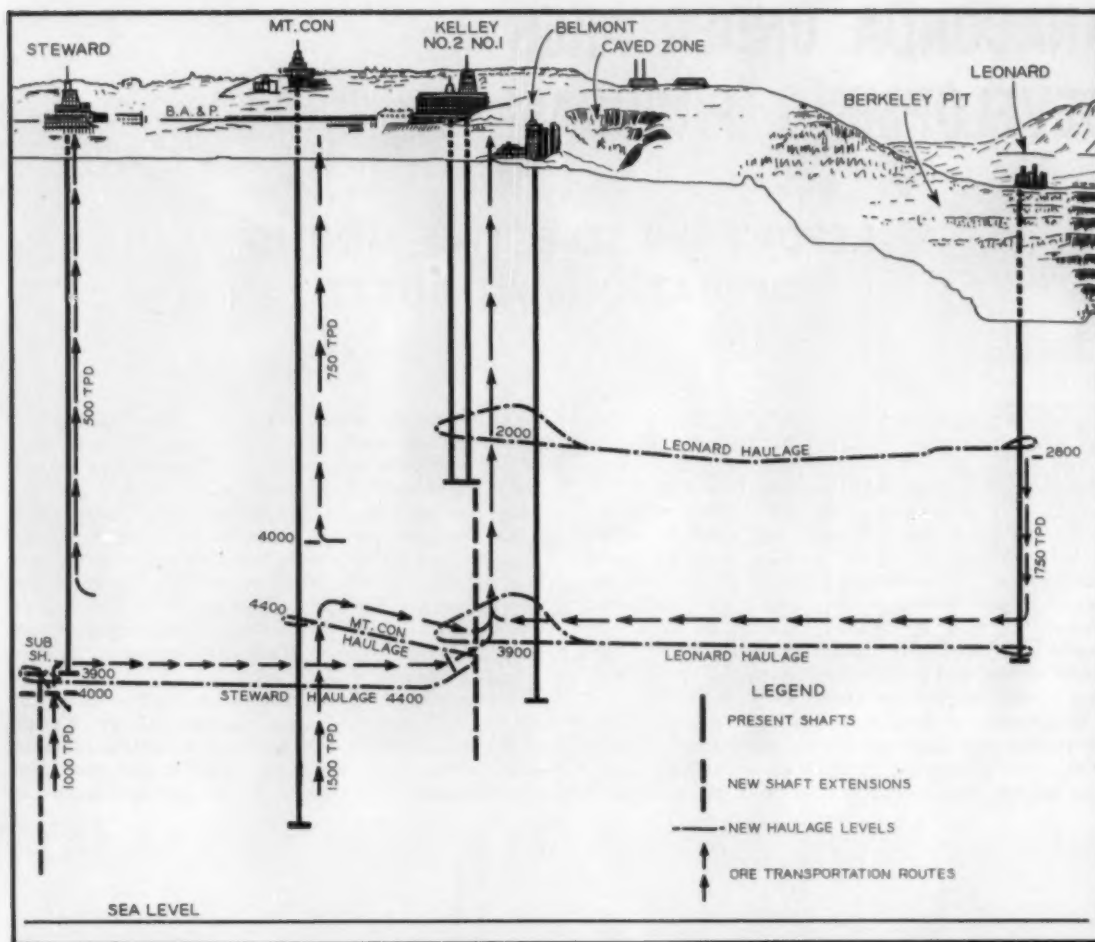 STEWARD
MT. CON
KELLEY
NO.2 NO.1
BELMONT
CAVED ZONE
LEONARD
BERKELEY PIT
B.A.& P.
500 TPD
750 TPD
2000
LEONARD HAULAGE
2800
4000
1750 TPD
4400
MT. CON
HAULAGE
SUB
SH.
3900
4000
STEWARD HAULAGE 4400
3900
LEONARD HAULAGE
1000 TPD
1500 TPD
LEGEND
PRESENT SHAFTS
NEW SHAFT EXTENSIONS
NEW HAULAGE LEVELS
ORE TRANSPORTATION ROUTES
SEA LEVEL